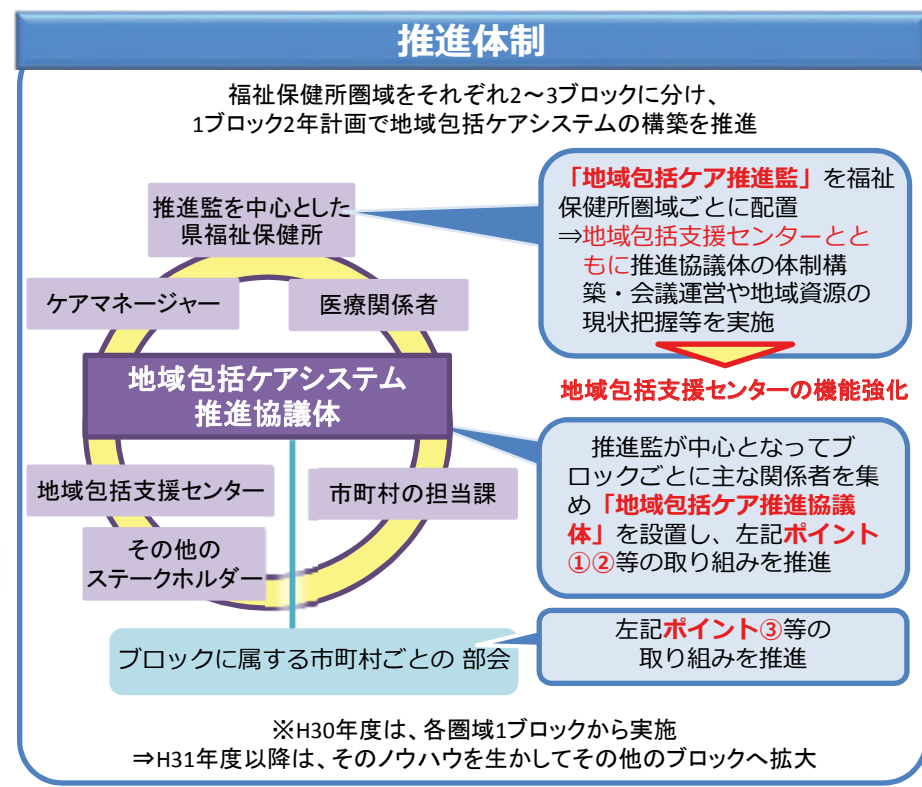 推進体制
福祉保健所圏域をそれぞれ2～3ブロックに分け、
1ブロック2年計画で地域包括ケアシステムの構築を推進
推進監を中心とした
県福祉保健所
ケアマネージャー
医療関係者
地域包括ケアシステム
推進協議体
地域包括支援センター
市町村の担当課
その他の
ステークホルダー
ブロックに属する市町村ごとの 部会
「地域包括ケア推進監」を福祉
保健所圏域ごとに配置
⇒地域包括支援センターとと
もに推進協議体の体制構
築・会議運営や地域資源の
現状把握等を実施
地域包括支援センターの機能強化
推進監が中心となってブ
ロックごとに主な関係者を集
め「地域包括ケア推進協議
体」を設置し、左記ポイント
①②等の取り組みを推進
左記ポイント③等の
取り組みを推進
※H30年度は、各圏域1ブロックから実施
⇒H31年度以降は、そのノウハウを生かしてその他のブロックへ拡大